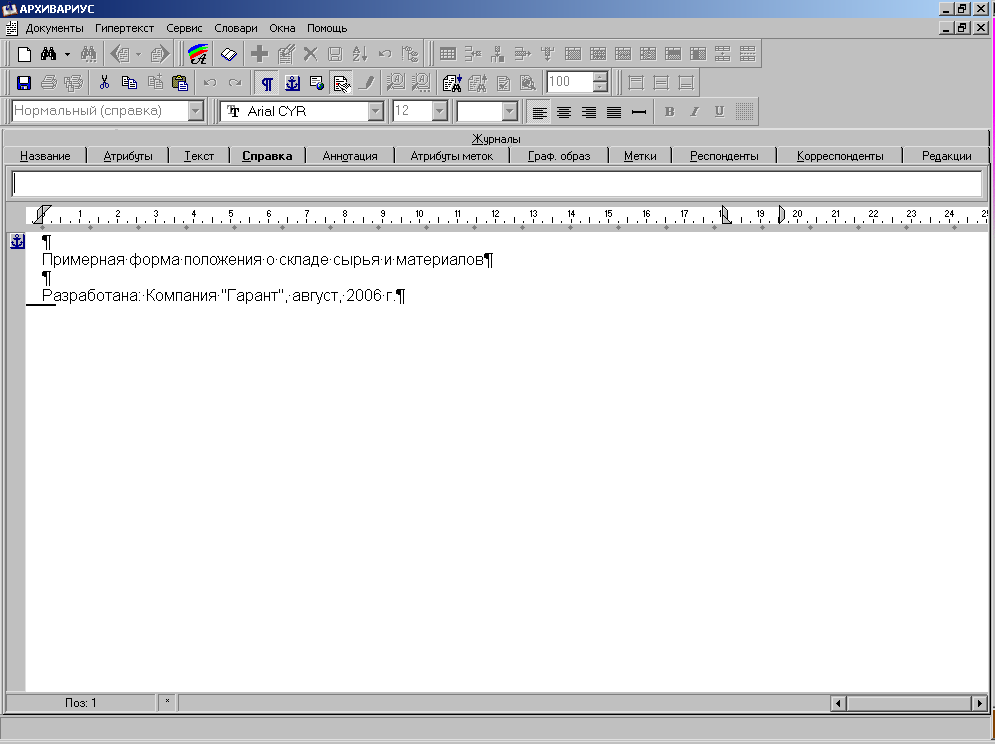 АРХИВАРИУС
Документы Гипертекст Сервис Словари Окна Помощь
100
Нормальный (справка) Arial CYR 12 B I U
Журналы
Название Атрибуты Текст Справка Аннотация Атрибуты меток Граф. образ Метки Респонденты Корреспонденты Редакции
1 2 3 4 5 6 7 8 9 10 11 12 13 14 15 16 17 18 19 20 21 22 23 24 25
¶
Примерная·форма·положения·о·складе·сырья·и·материалов¶
¶
Разработана:·Компания·"Гарант",·август,·2006·г.¶
Поз: 1 *